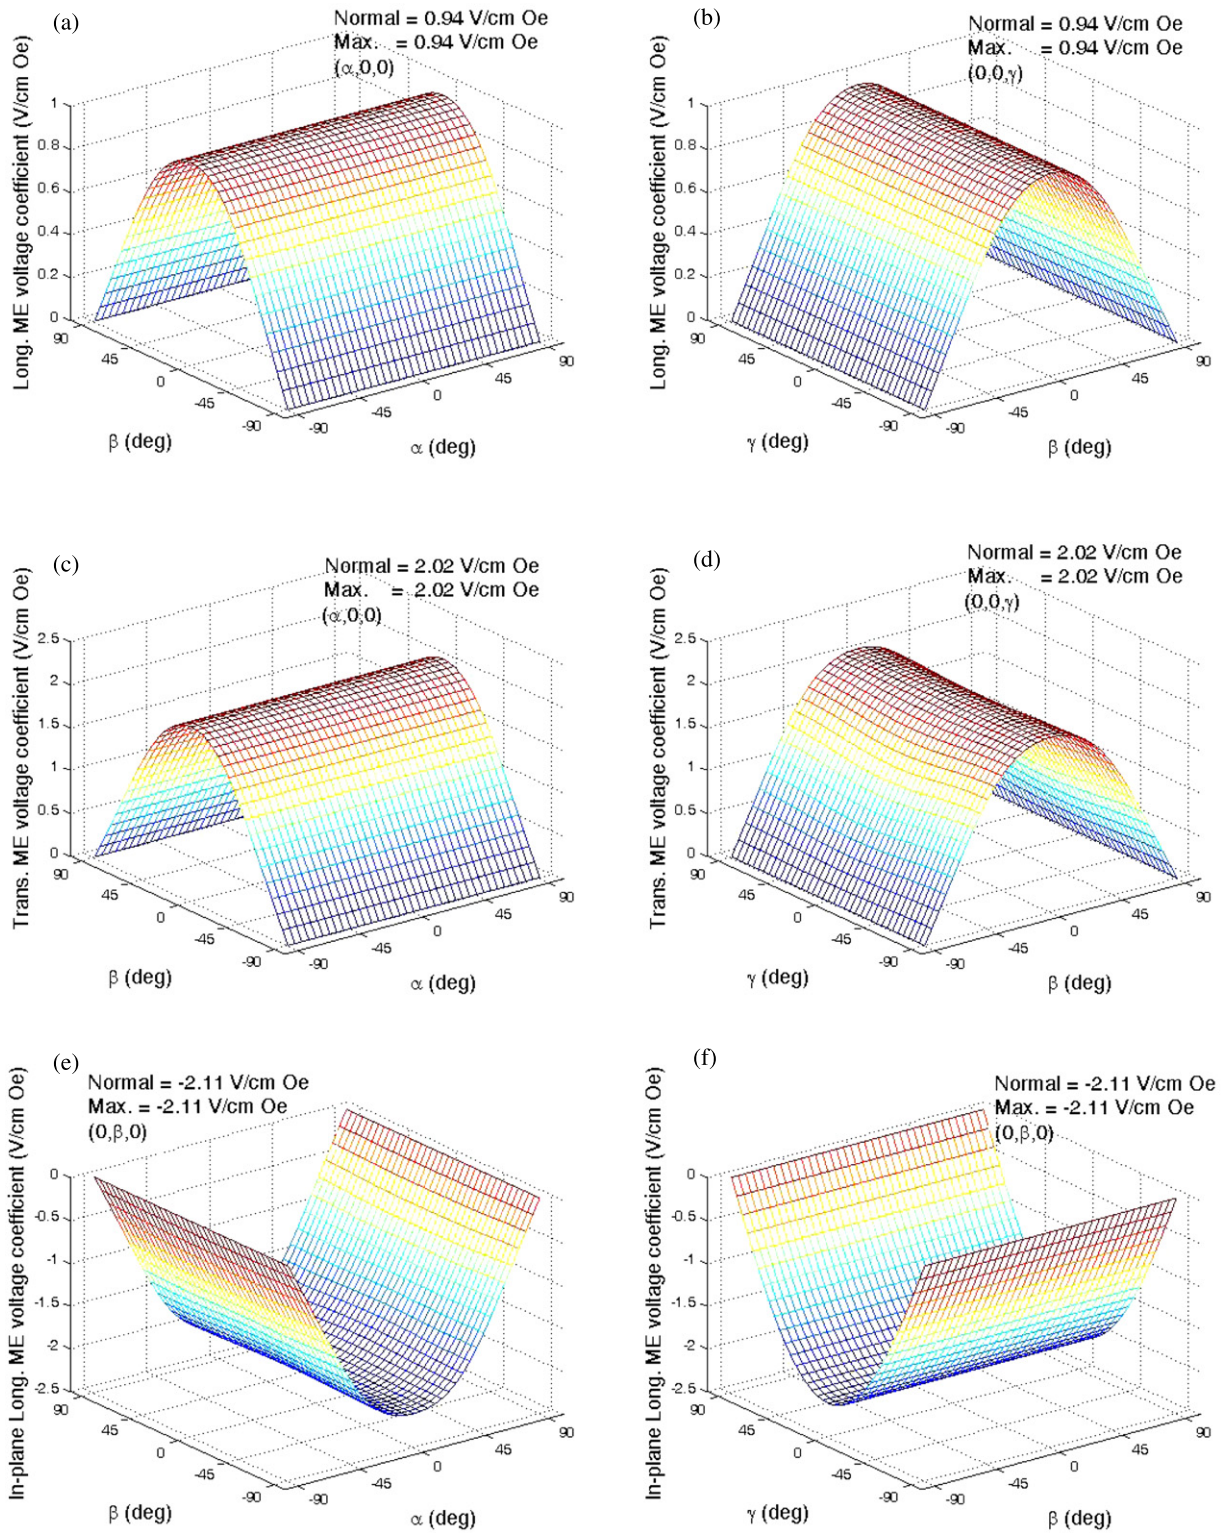 (a)
Normal = 0.94 V/cm Oe
Max. = 0.94 V/cm Oe
(α,0,0)
Long. ME voltage coefficient (V/cm Oe)
1
0.8
0.6
0.4
0.2
0
90
45
0
-45
-90
β (deg)
-90
-45
0
45
90
α (deg)
(b)
Normal = 0.94 V/cm Oe
Max. = 0.94 V/cm Oe
(0,0,γ)
Long. ME voltage coefficient (V/cm Oe)
1
0.8
0.6
0.4
0.2
0
90
45
0
-45
-90
γ (deg)
-90
-45
0
45
90
β (deg)
(c)
Normal = 2.02 V/cm Oe
Max. = 2.02 V/cm Oe
(α,0,0)
Trans. ME voltage coefficient (V/cm Oe)
2.5
2
1.5
1
0.5
0
90
45
0
-45
-90
β (deg)
-90
-45
0
45
90
α (deg)
(d)
Normal = 2.02 V/cm Oe
Max. = 2.02 V/cm Oe
(0,0,γ)
Trans. ME voltage coefficient (V/cm Oe)
2.5
2
1.5
1
0.5
0
90
45
0
-45
-90
γ (deg)
-90
-45
0
45
90
β (deg)
(e)
Normal = -2.11 V/cm Oe
Max. = -2.11 V/cm Oe
(0,β,0)
In-plane Long. ME voltage coefficient (V/cm Oe)
0
-0.5
-1
-1.5
-2
-2.5
90
45
0
-45
-90
β (deg)
-90
-45
0
45
90
α (deg)
(f)
Normal = -2.11 V/cm Oe
Max. = -2.11 V/cm Oe
(0,β,0)
In-plane Long. ME voltage coefficient (V/cm Oe)
0
-0.5
-1
-1.5
-2
-2.5
90
45
0
-45
-90
γ (deg)
-90
-45
0
45
90
β (deg)